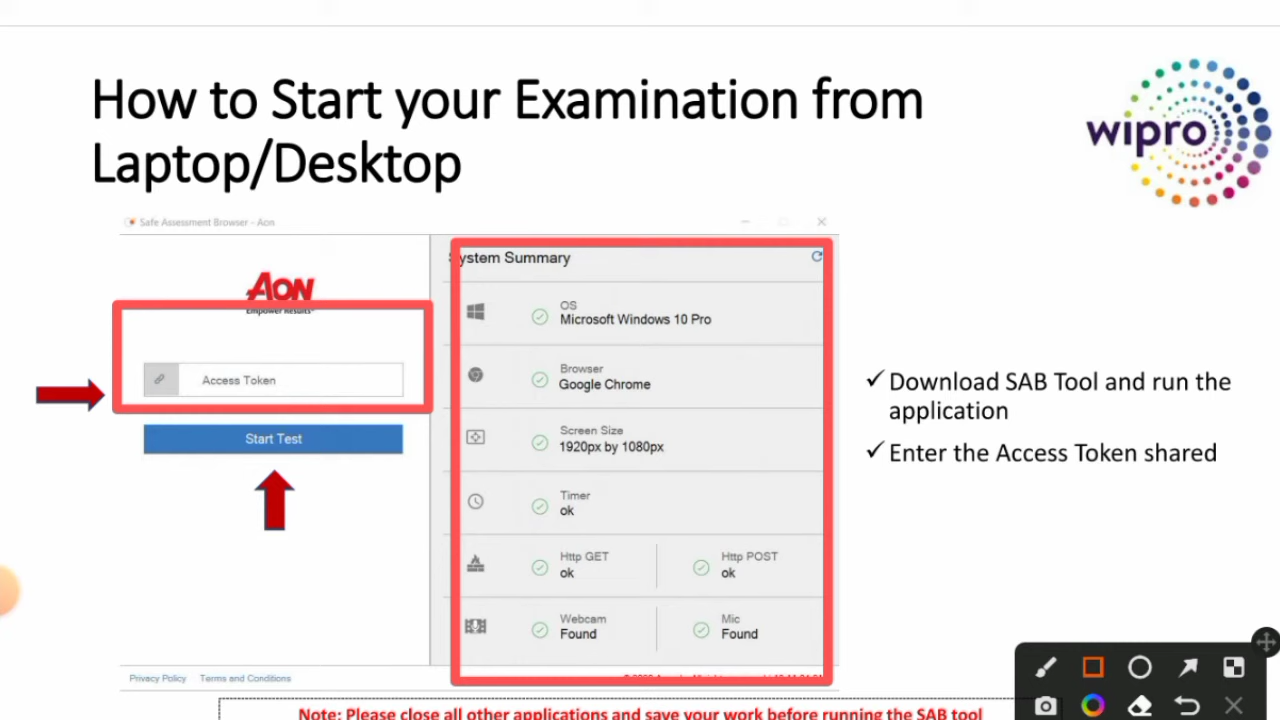 How to Start your Examination from
Laptop/Desktop
wipro
Safe Assessment Browser - Aon
AON
Empower Results®
Access Token
Start Test
Privacy Policy Terms and Conditions
System Summary
OS
Microsoft Windows 10 Pro
Browser
Google Chrome
Screen Size
1920px by 1080px
Timer
ok
Http GET Http POST
ok ok
Webcam Mic
Found Found
Download SAB Tool and run the
application
Enter the Access Token shared
Note: Please close all other applications and save your work before running the SAB tool